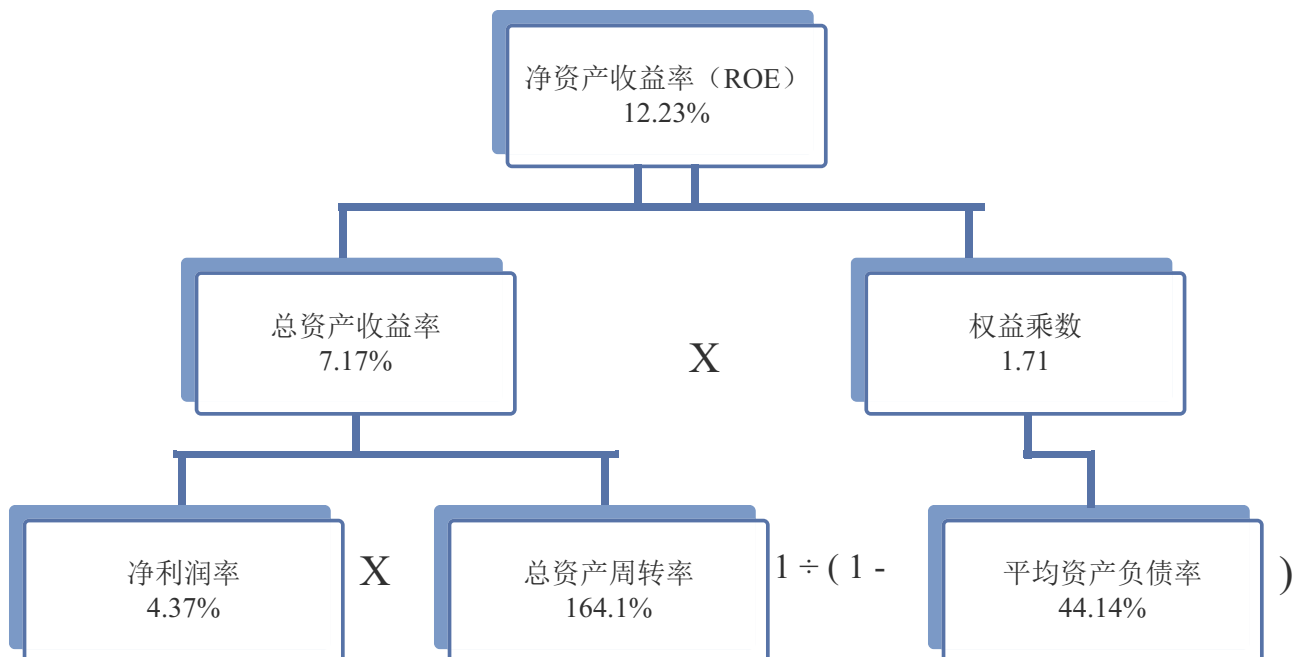 净资产收益率（ROE）
12.23%
总资产收益率
7.17%
X
权益乘数
1.71
净利润率
4.37%
X
总资产周转率
164.1%
1 ÷ ( 1 -
平均资产负债率
44.14%
)